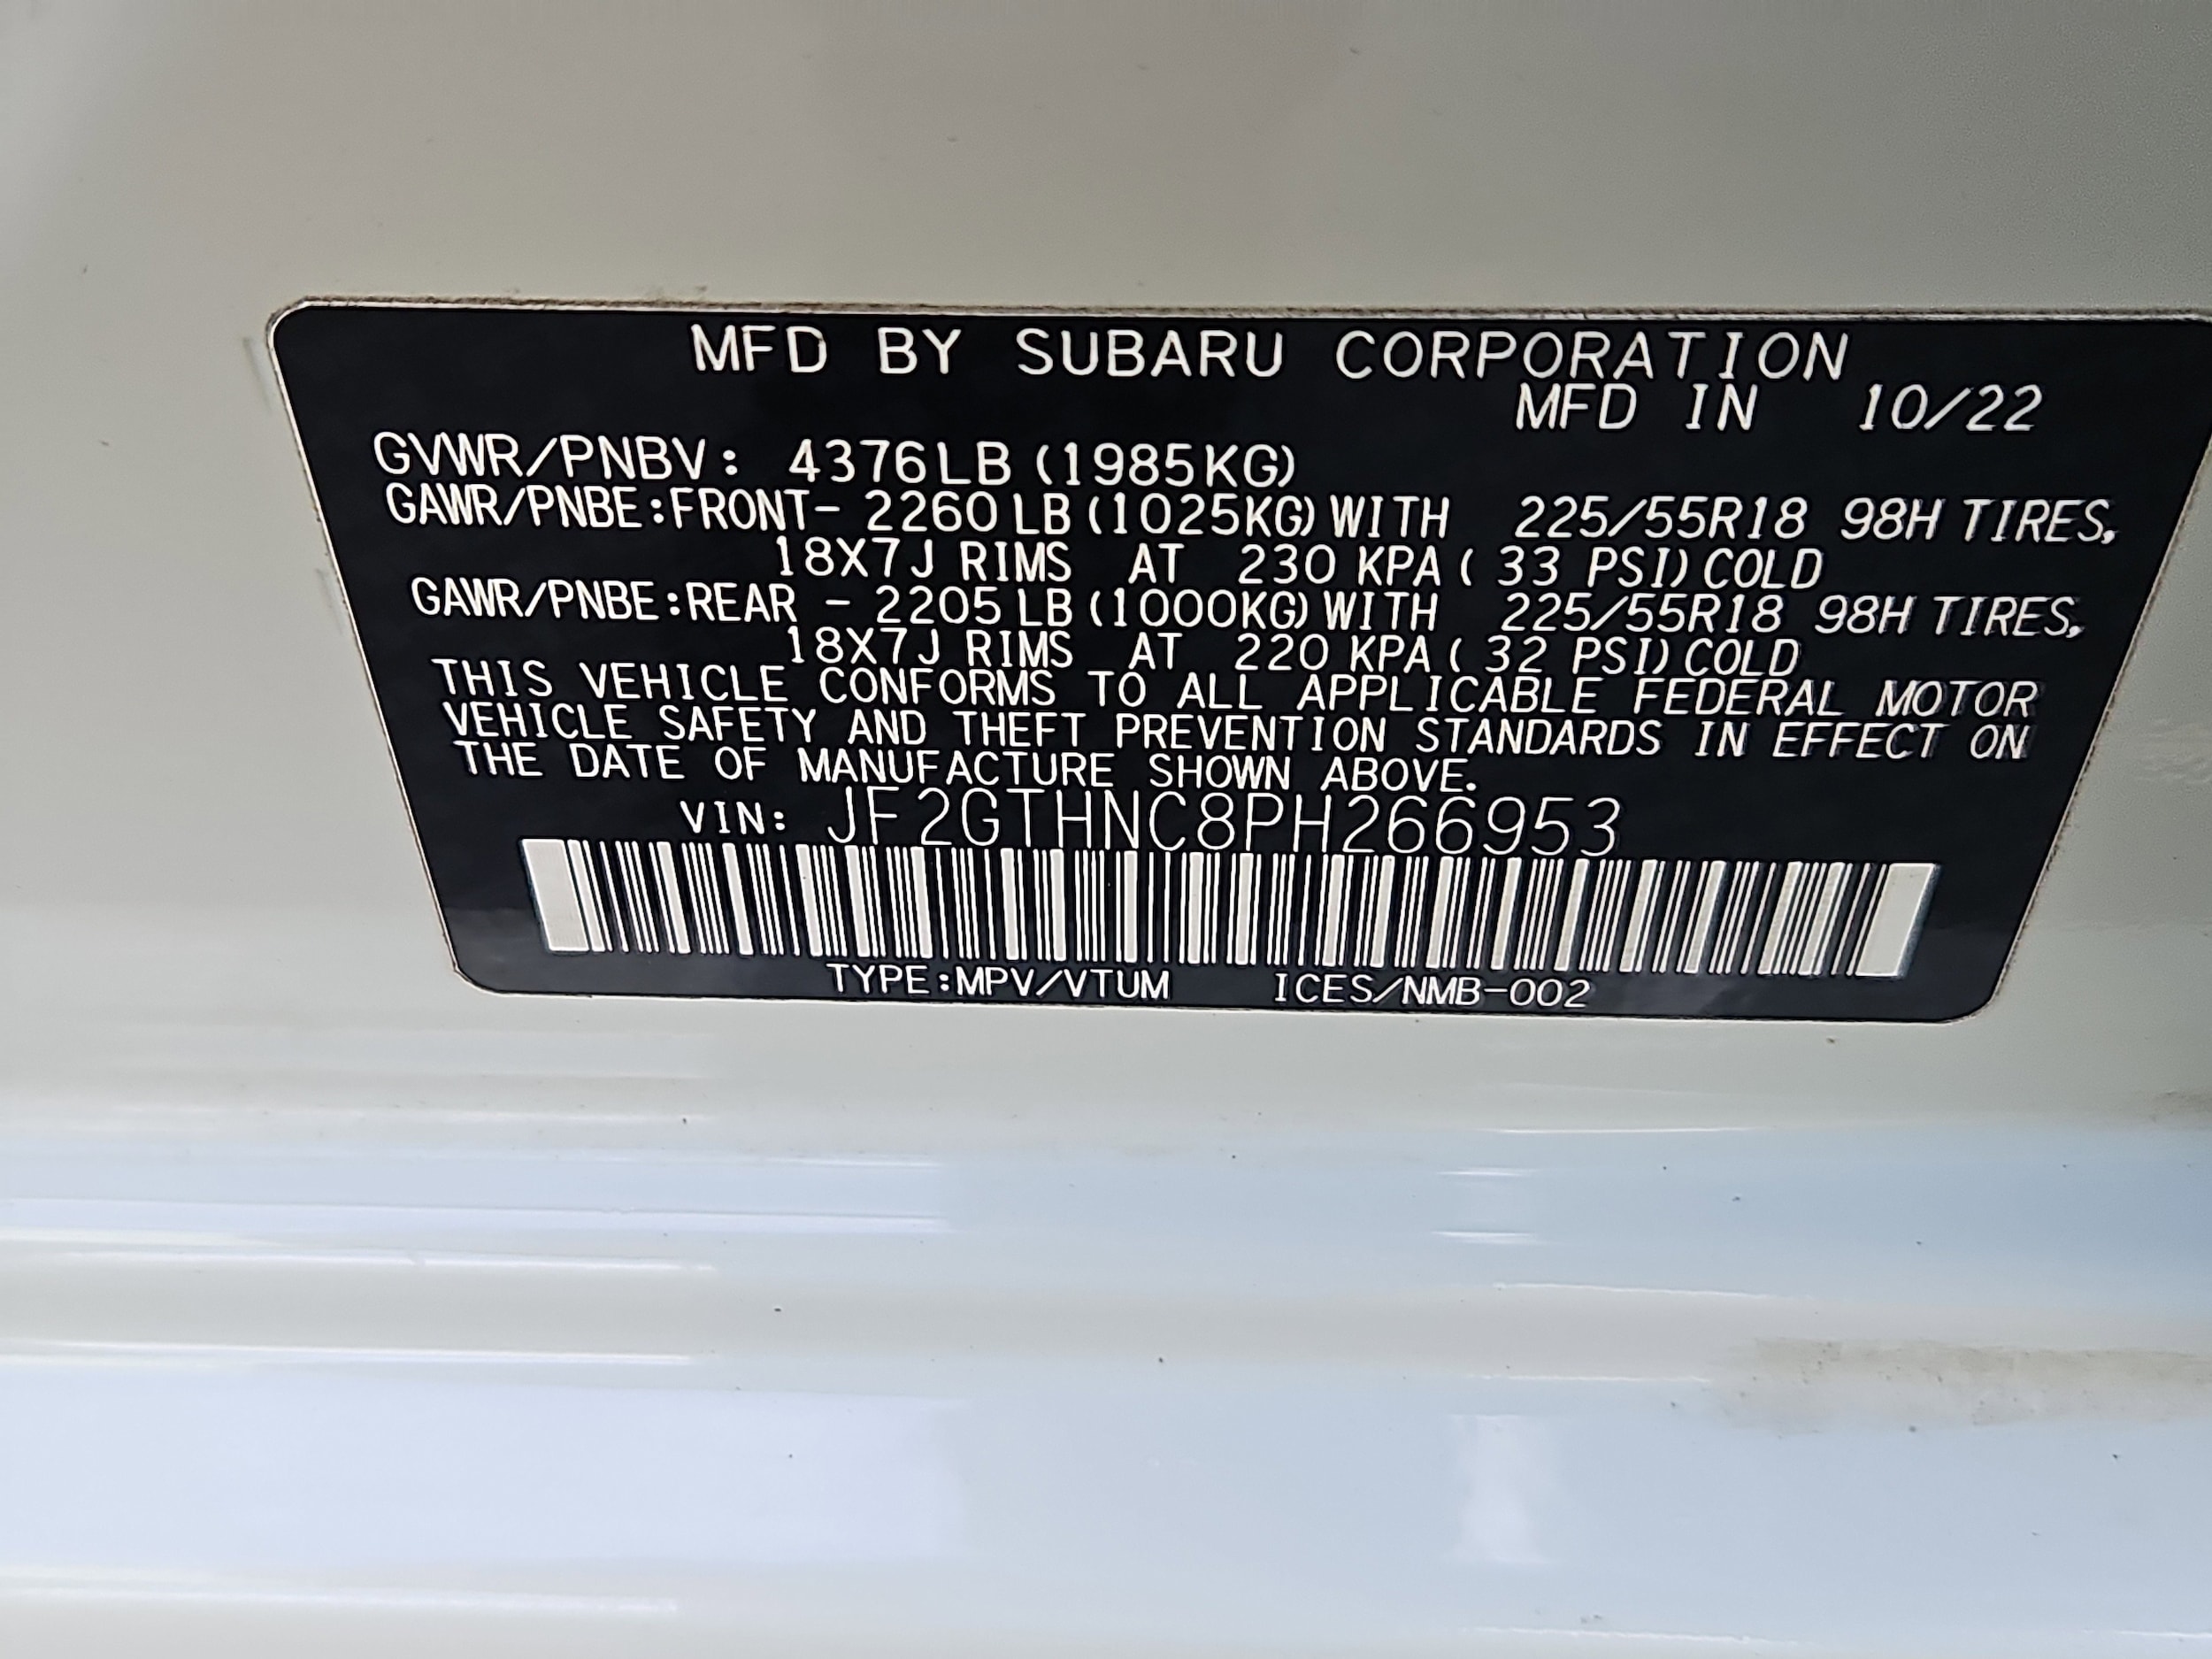 MFD BY SUBARU CORPORATION
MFD IN 10/22
GVWR/PNBV: 4376LB (1985KG)
GAWR/PNBE:FRONT- 2260 LB (1025KG) WITH 225/55R18 98H TIRES,
18X7J RIMS AT 230 KPA ( 33 PSI) COLD
GAWR/PNBE:REAR - 2205 LB (1000KG) WITH 225/55R18 98H TIRES,
18X7J RIMS AT 220 KPA ( 32 PSI) COLD
THIS VEHICLE CONFORMS TO ALL APPLICABLE FEDERAL MOTOR
VEHICLE SAFETY AND THEFT PREVENTION STANDARDS IN EFFECT ON
THE DATE OF MANUFACTURE SHOWN ABOVE.
VIN: JF2GTHNC8PH266953
TYPE:MPV/VTUM ICES/NMB-002